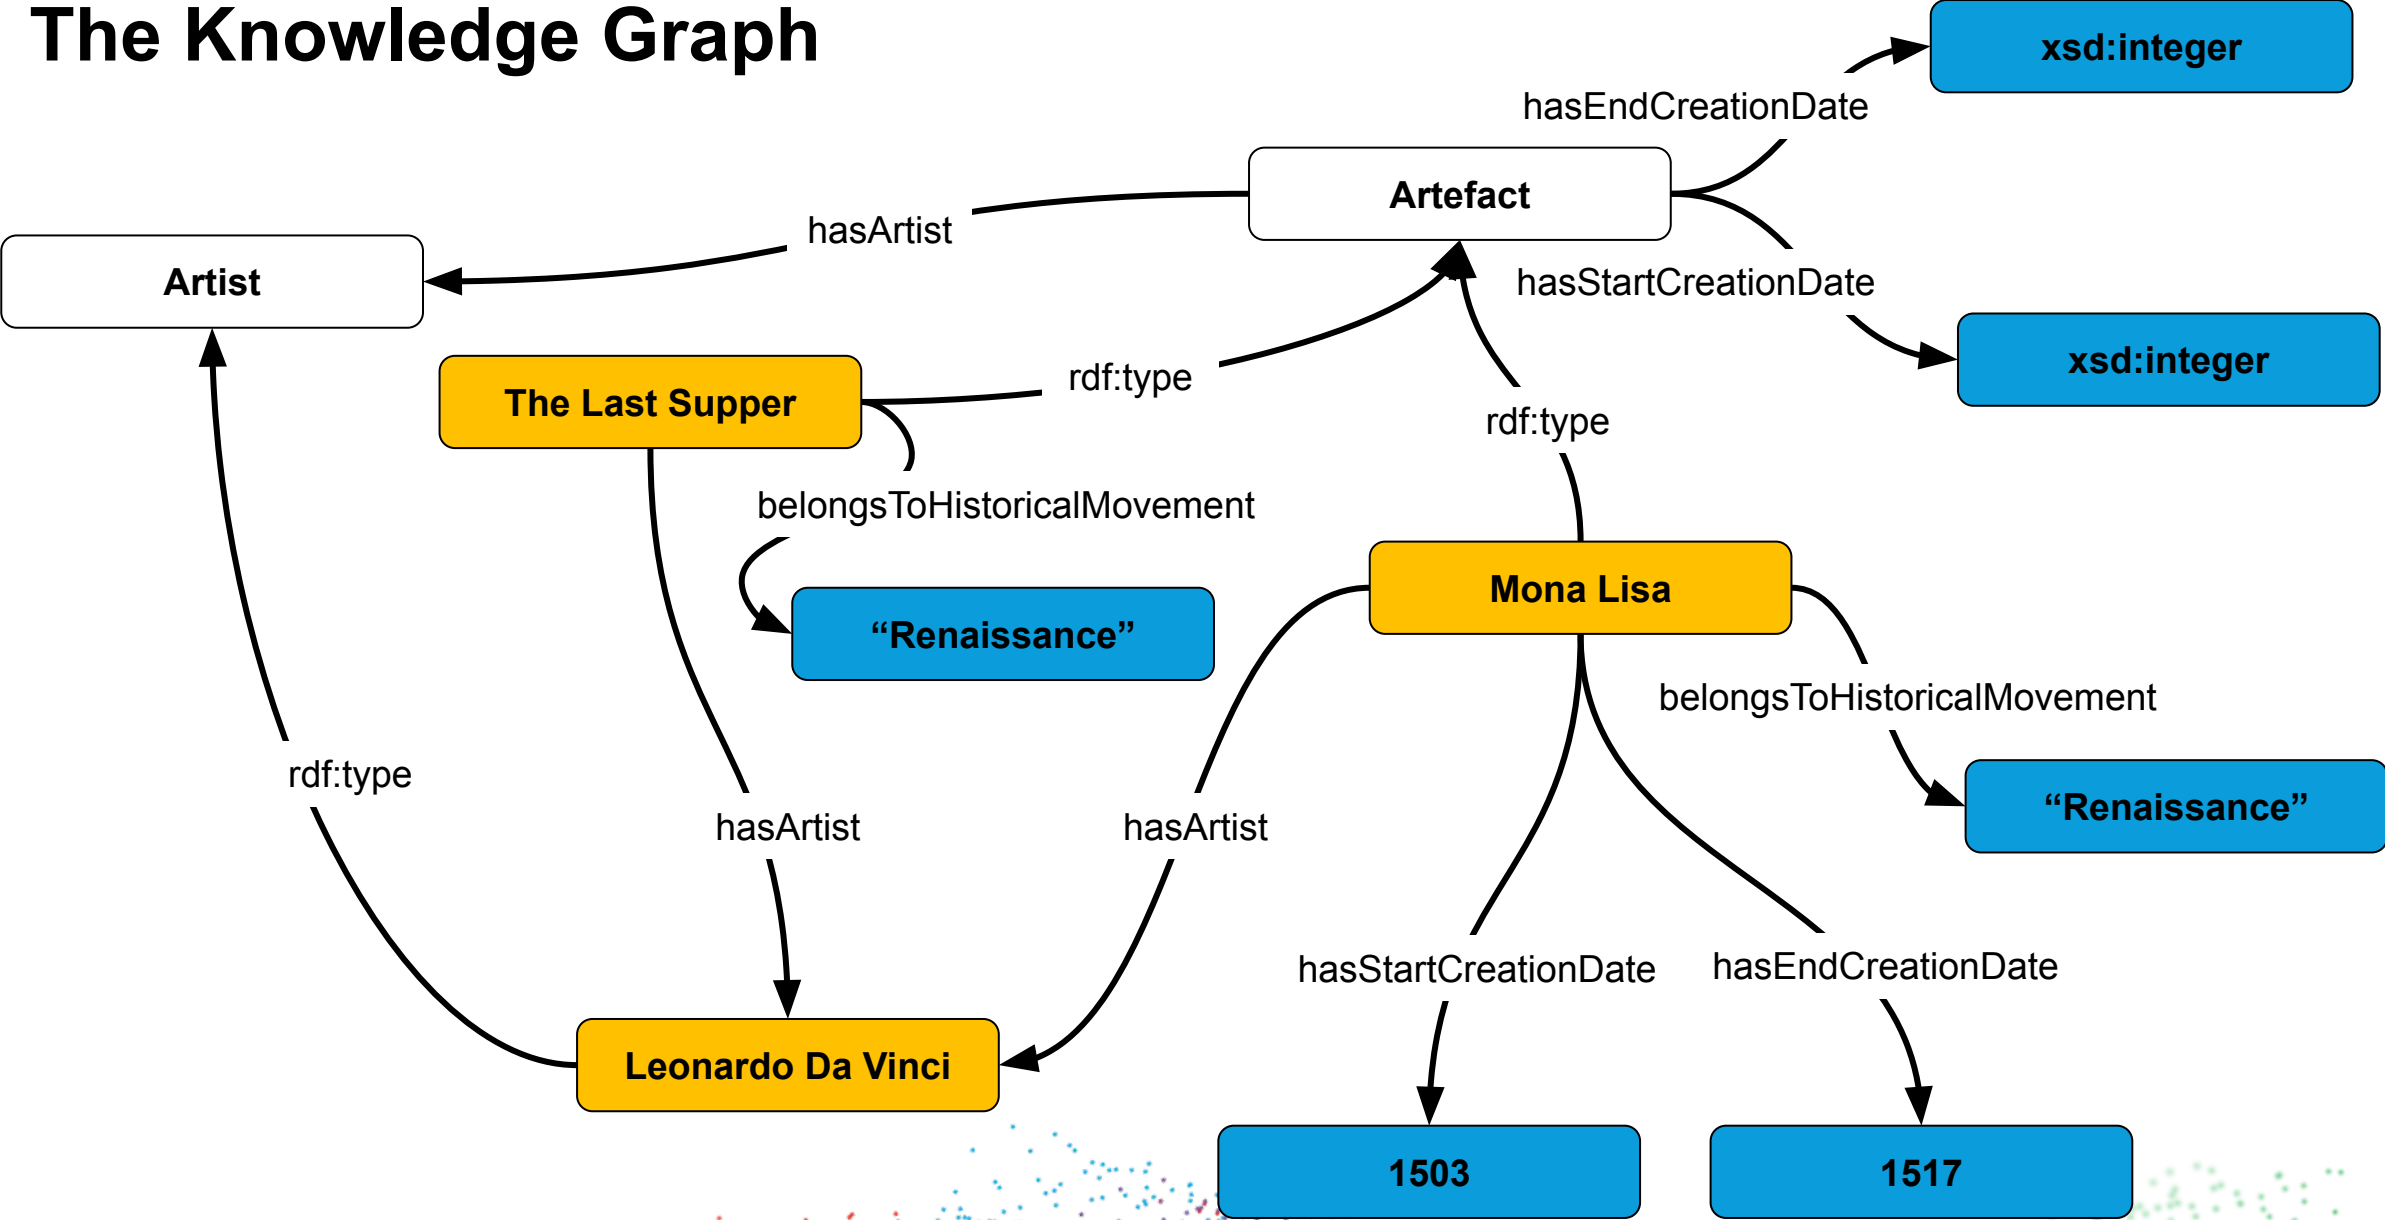 The Knowledge Graph
xsd:integer
hasEndCreationDate
Artefact
hasArtist
Artist
hasStartCreationDate
xsd:integer
rdf:type
The Last Supper
rdf:type
belongsToHistoricalMovement
Mona Lisa
“Renaissance”
belongsToHistoricalMovement
rdf:type
“Renaissance”
hasArtist
hasArtist
hasStartCreationDate
hasEndCreationDate
Leonardo Da Vinci
1503
1517